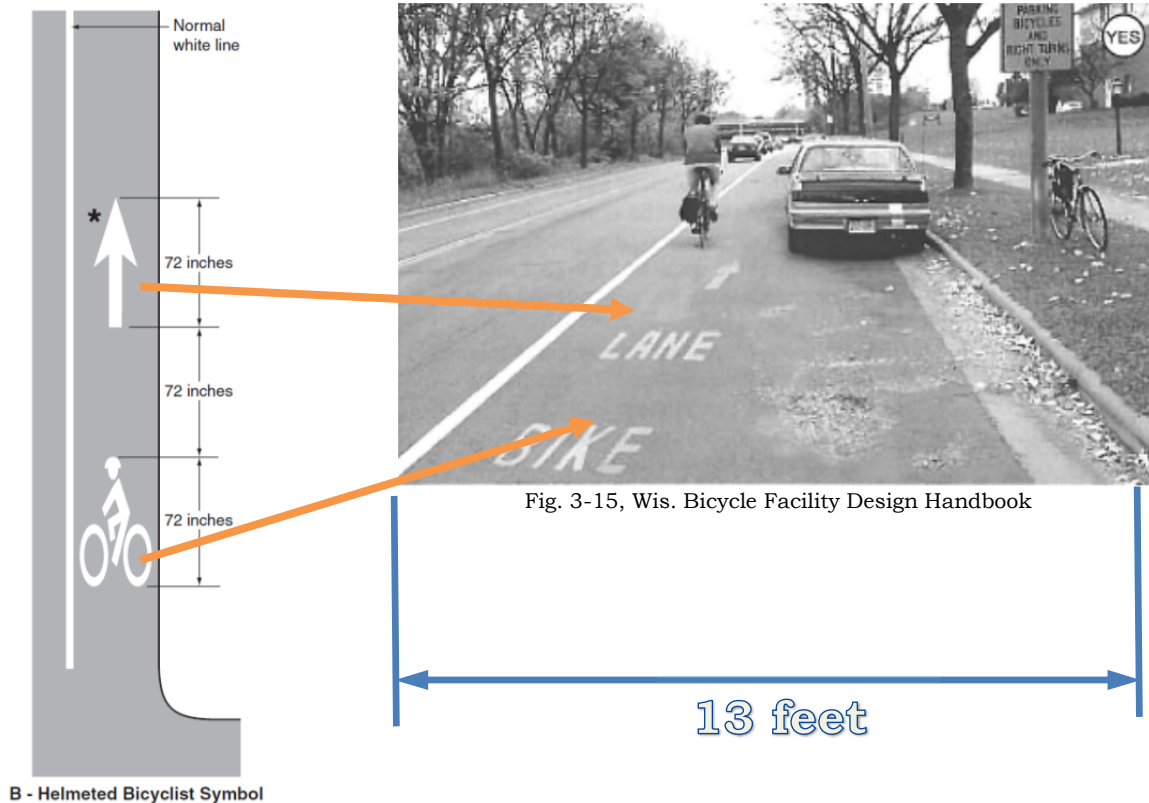 Normal
white line
*
72 inches
72 inches
72 inches
B - Helmeted Bicyclist Symbol
PARKING
BICYCLES
AND
RIGHT TURNS
ONLY
YES
LANE
BIKE
Fig. 3-15, Wis. Bicycle Facility Design Handbook
13 feet